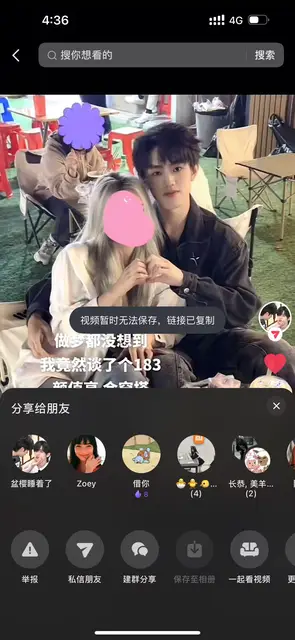 4:36
4G
搜你想看的
搜索
视频暂时无法保存，链接已复制
做梦都没想到
我竟然谈了个183
分享给朋友
盆樱睡看了
Zoey
借你
8
(4)
长恭, 美羊...
(2)
举报
私信朋友
建群分享
保存至相册
一起看视频
更